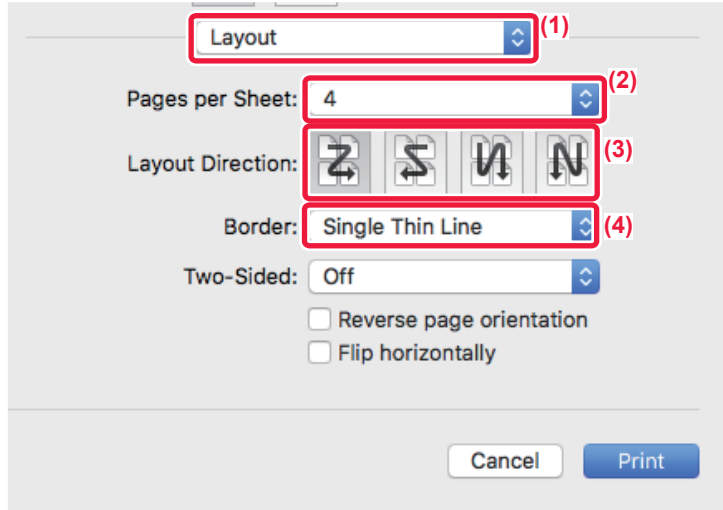 Layout (1)
Pages per Sheet: 4 (2)
Layout Direction: (3)
Border: Single Thin Line (4)
Two-Sided: Off
Reverse page orientation
Flip horizontally
Cancel Print